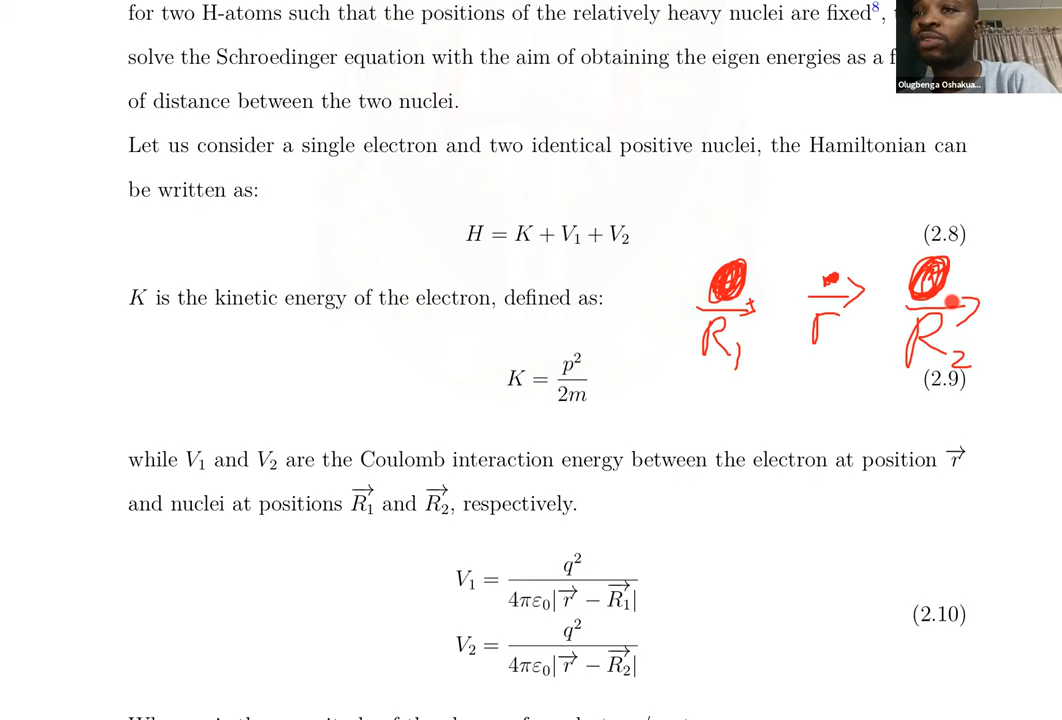 for two H-atoms such that the positions of the relatively heavy nuclei are fixed⁸,
solve the Schroedinger equation with the aim of obtaining the eigen energies as a
of distance between the two nuclei.
Olugbenga Oshakua...
Let us consider a single electron and two identical positive nuclei, the Hamiltonian can
be written as:
H = K + V₁ + V₂ (2.8)
K is the kinetic energy of the electron, defined as:
R₁ r R₂
K = p²/2m (2.9)
while V₁ and V₂ are the Coulomb interaction energy between the electron at position r⃗
and nuclei at positions R⃗₁ and R⃗₂, respectively.
V₁ = q²/4πε₀|r⃗ − R⃗₁|
(2.10)
V₂ = q²/4πε₀|r⃗ − R⃗₂|